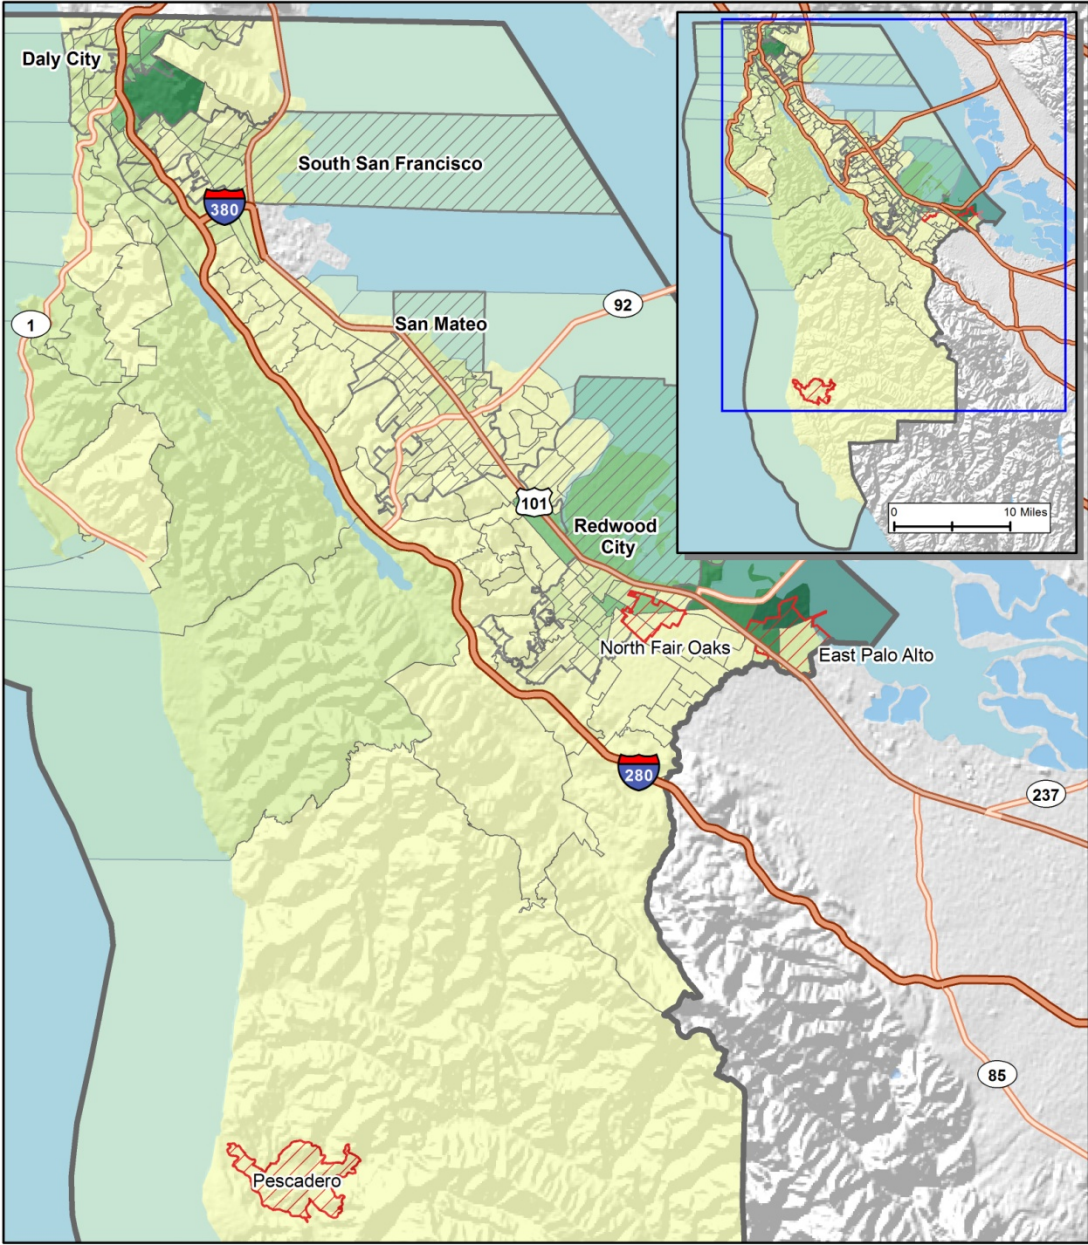 Daly City
South San Francisco
380
92
1
San Mateo
0 10 Miles
101
Redwood
City
North Fair Oaks
East Palo Alto
280
237
85
Pescadero